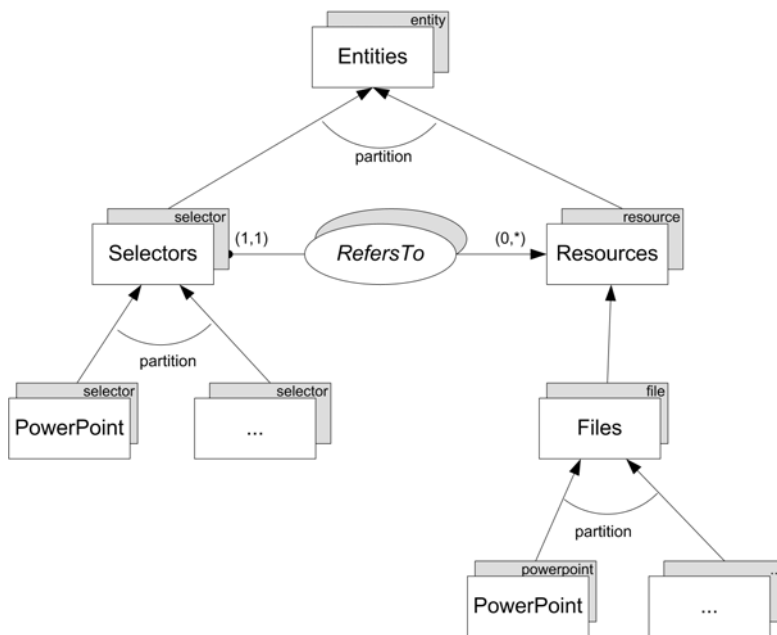 entity
Entities
partition
selector
Selectors
(1,1)
RefersTo
(0,*)
resource
Resources
partition
selector
PowerPoint
selector
...
file
Files
partition
powerpoint
PowerPoint
...
...